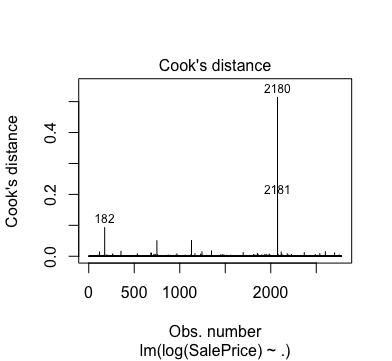 Cook's distance
2180
2181
182
Cook's distance
0.0 0.2 0.4
0 500 1000 2000
Obs. number
lm(log(SalePrice) ~ .)